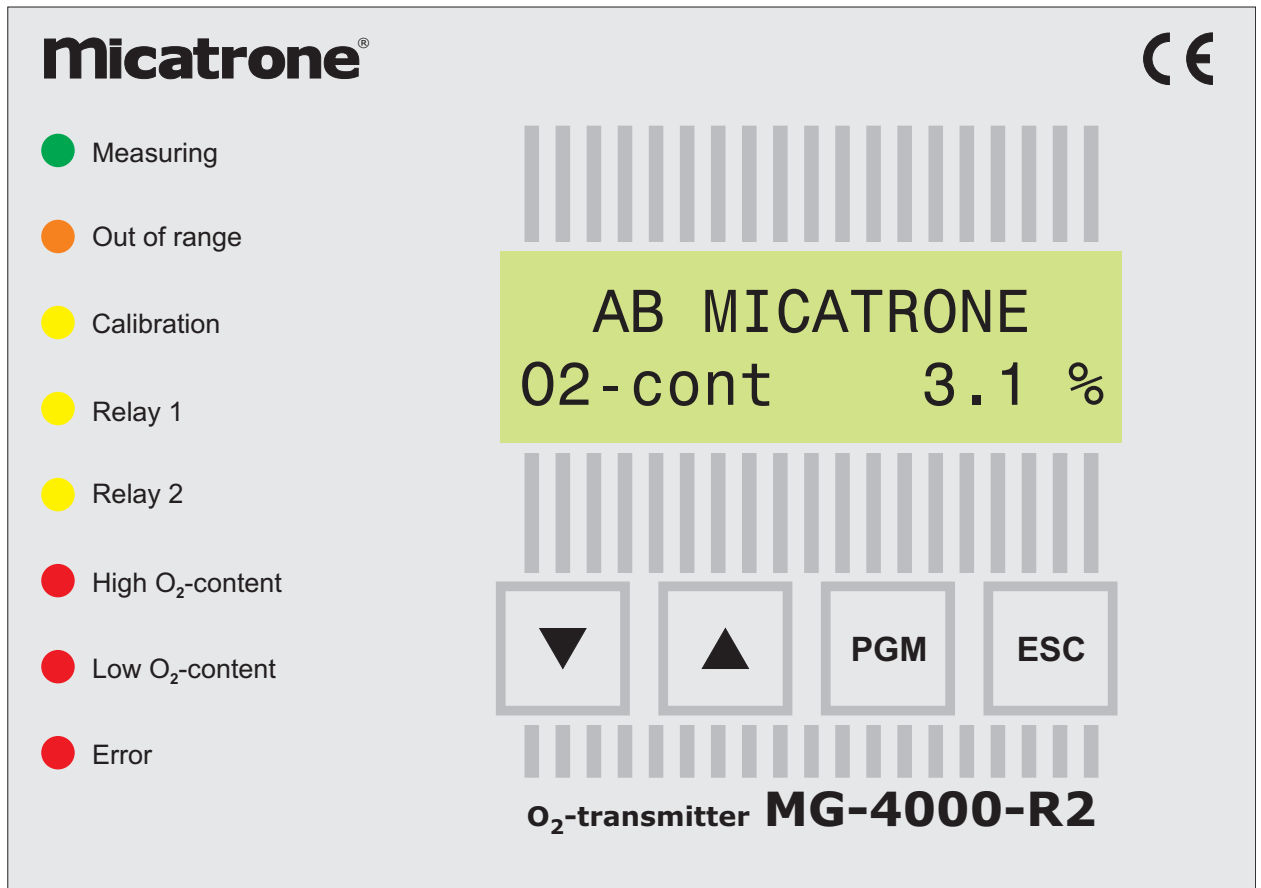 Micatrone®
CE
Measuring
Out of range
Calibration
Relay 1
Relay 2
High O₂-content
Low O₂-content
Error
AB MICATRONE
O2-cont 3.1 %
PGM
ESC
O₂-transmitter MG-4000-R2